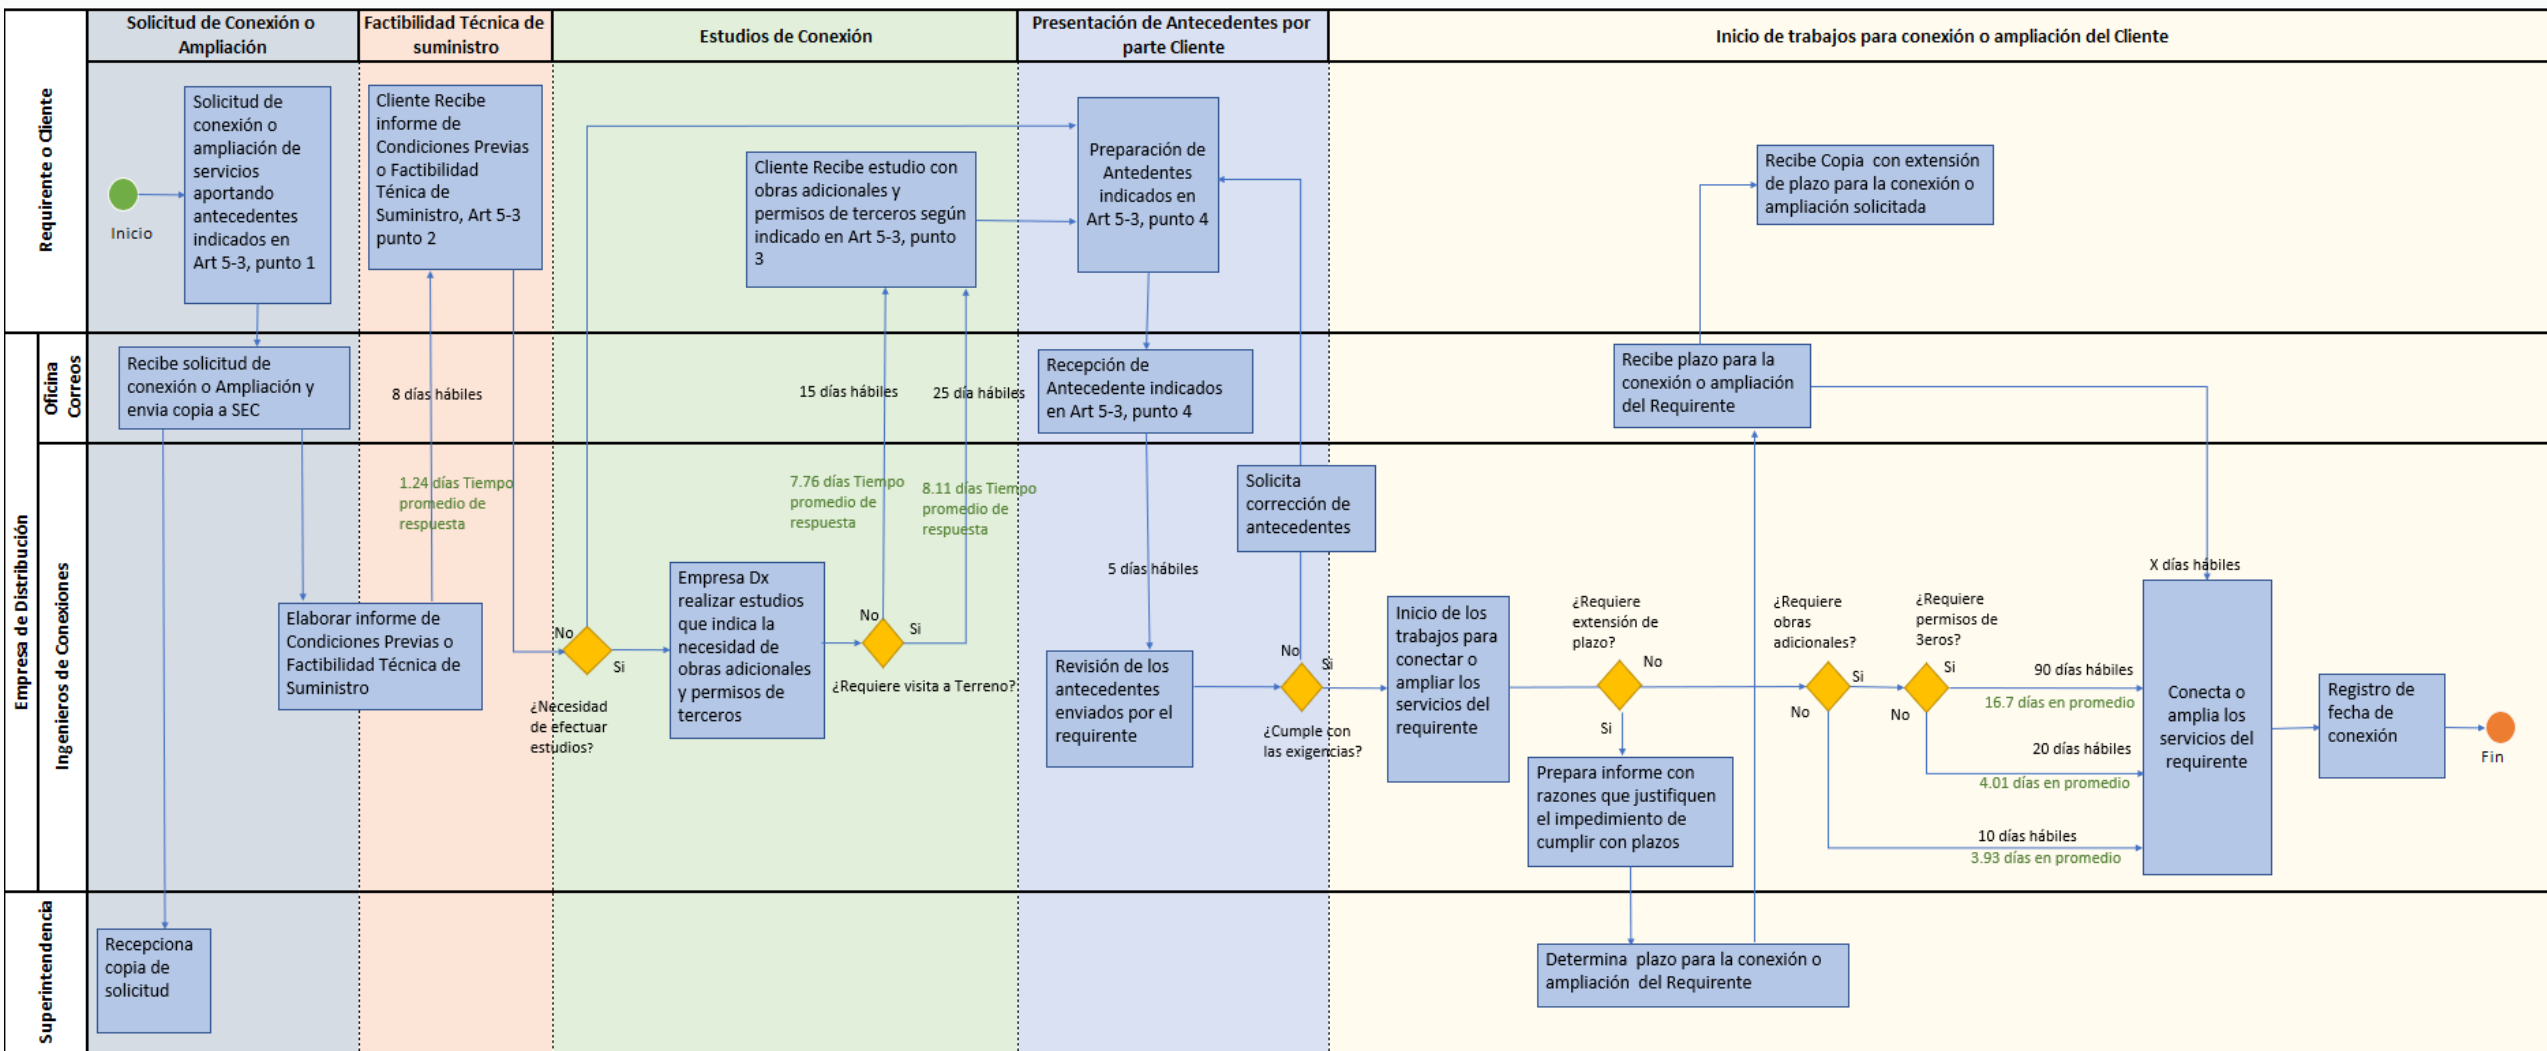 Solicitud de Conexión o
Ampliación
Factibilidad Técnica de
suministro
Estudios de Conexión
Presentación de Antecedentes por
parte Cliente
Inicio de trabajos para conexión o ampliación del Cliente
Requirente o Cliente
Inicio
Solicitud de
conexión o
ampliación de
servicios
aportando
antecedentes
indicados en
Art 5-3, punto 1
Cliente Recibe
informe de
Condiciones Previas
o Factibilidad
Ténica de
Suministro, Art 5-3
punto 2
Cliente Recibe estudio con
obras adicionales y
permisos de terceros según
indicado en Art 5-3, punto
3
Preparación de
Antedentes
indicados en
Art 5-3, punto 4
Recibe Copia  con extensión
de plazo para la conexión o
ampliación solicitada
Empresa de Distribución
Oficina
Correos
Recibe solicitud de
conexión o Ampliación y
envia copia a SEC
8 días hábiles
15 días hábiles
25 día hábiles
Recepción de
Antecedente indicados
en Art 5-3, punto 4
Recibe plazo para la
conexión o ampliación
del Requirente
Ingenieros de Conexiones
1.24 días Tiempo
promedio de
respuesta
7.76 días Tiempo
promedio de
respuesta
8.11 días Tiempo
promedio de
respuesta
Solicita
corrección de
antecedentes
Elaborar informe de
Condiciones Previas o
Factibilidad Técnica de
Suministro
No
Si
¿Necesidad
de efectuar
estudios?
Empresa Dx
realizar estudios
que indica la
necesidad de
obras adicionales
y permisos de
terceros
No
Si
¿Requiere visita a Terreno?
5 días hábiles
Revisión de los
antecedentes
enviados por el
requirente
No
Si
¿Cumple con
las exigencias?
Inicio de los
trabajos para
conectar o
ampliar los
servicios del
requirente
¿Requiere
extensión de
plazo?
No
Si
Prepara informe con
razones que justifiquen
el impedimiento de
cumplir con plazos
¿Requiere
obras
adicionales?
Si
No
¿Requiere
permisos de
3eros?
Si
No
X días hábiles
90 días hábiles
16.7 días en promedio
20 días hábiles
4.01 días en promedio
10 días hábiles
3.93 días en promedio
Conecta o
amplia los
servicios del
requirente
Registro de
fecha de
conexión
Fin
Superintendencia
Recepciona
copia de
solicitud
Determina  plazo para la conexión o
ampliación  del Requirente